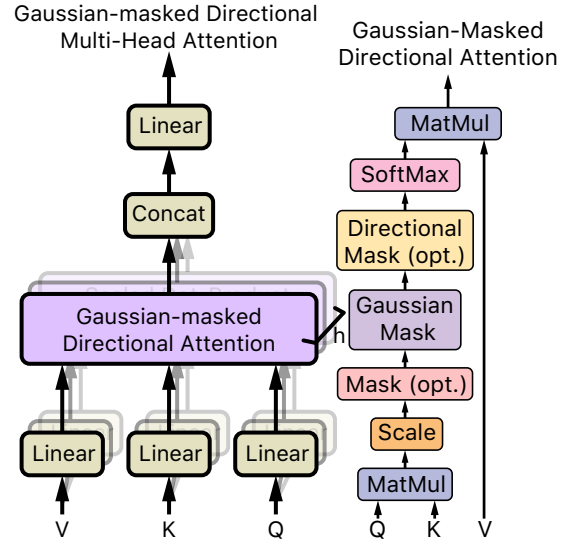 Gaussian-masked Directional
Multi-Head Attention
Linear
Concat
Gaussian-masked
Directional Attention
h
Linear
Linear
Linear
V
K
Q
Gaussian-Masked
Directional Attention
MatMul
SoftMax
Directional
Mask (opt.)
Gaussian
Mask
Mask (opt.)
Scale
MatMul
Q
K
V